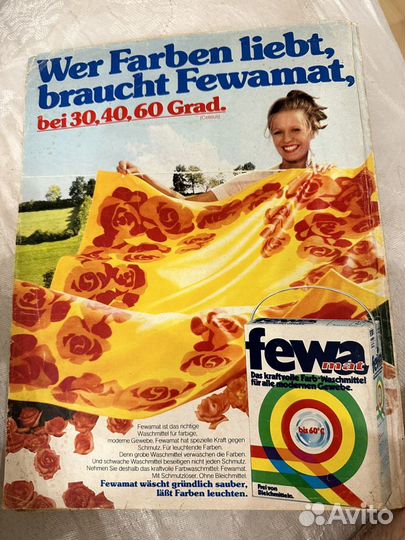 Wer Farben liebt,
braucht Fewamat,
bei 30, 40, 60 Grad.
(Celsius)
fewa
mat
Das kraftvolle Farb-Waschmittel
für alle modernen Gewebe.
bis 60°C
Frei von
Bleichmitteln.
Fewamat ist das richtige
Waschmittel für farbige,
moderne Gewebe. Fewamat hat spezielle Kraft gegen
Schmutz. Für leuchtende Farben.
Denn grobe Waschmittel verwaschen die Farben.
Und schwache Waschmittel beseitigen nicht jeden Schmutz.
Nehmen Sie deshalb das kraftvolle Farbwaschmittel: Fewamat.
Mit Schmutzlöser. Ohne Bleichmittel.
Fewamat wäscht gründlich sauber,
läßt Farben leuchten.
Avito